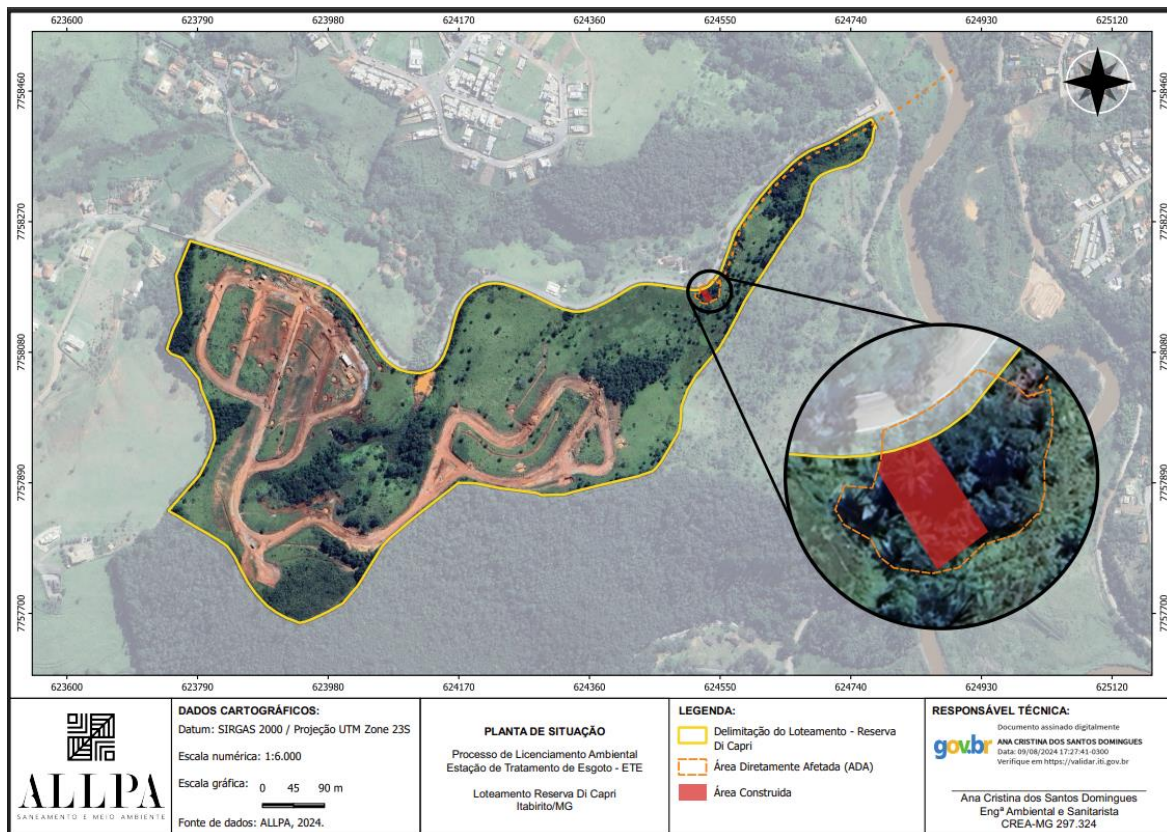 623600 623790 623980 624170 624360 624550 624740 624930 625120
7758460 7758460
7758270 7758270
7758080 7758080
7757890 7757890
7757700 7757700
623600 623790 623980 624170 624360 624550 624740 624930 625120
ALLPA
SANEAMENTO E MEIO AMBIENTE
DADOS CARTOGRÁFICOS:
Datum: SIRGAS 2000 / Projeção UTM Zone 23S
Escala numérica: 1:6.000
Escala gráfica: 0 45 90 m
Fonte de dados: ALLPA, 2024.
PLANTA DE SITUAÇÃO
Processo de Licenciamento Ambiental
Estação de Tratamento de Esgoto - ETE
Loteamento Reserva Di Capri
Itabirito/MG
LEGENDA:
Delimitação do Loteamento - Reserva
Di Capri
Área Diretamente Afetada (ADA)
Área Construída
RESPONSÁVEL TÉCNICA:
Documento assinado digitalmente
gov.br
ANA CRISTINA DOS SANTOS DOMINGUES
Data: 09/08/2024 17:27:41-0300
Verifique em https://validar.iti.gov.br
Ana Cristina dos Santos Domingues
Engª Ambiental e Sanitarista
CREA-MG 297.324